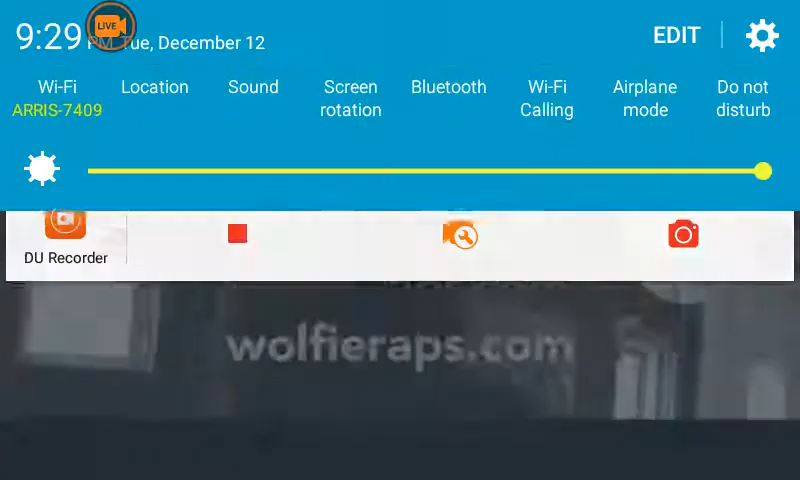 9:29 PM Tue, December 12
LIVE
EDIT
Wi-Fi
ARRIS-7409
Location
Sound
Screen
rotation
Bluetooth
Wi-Fi
Calling
Airplane
mode
Do not
disturb
DU Recorder
wolfieraps.com